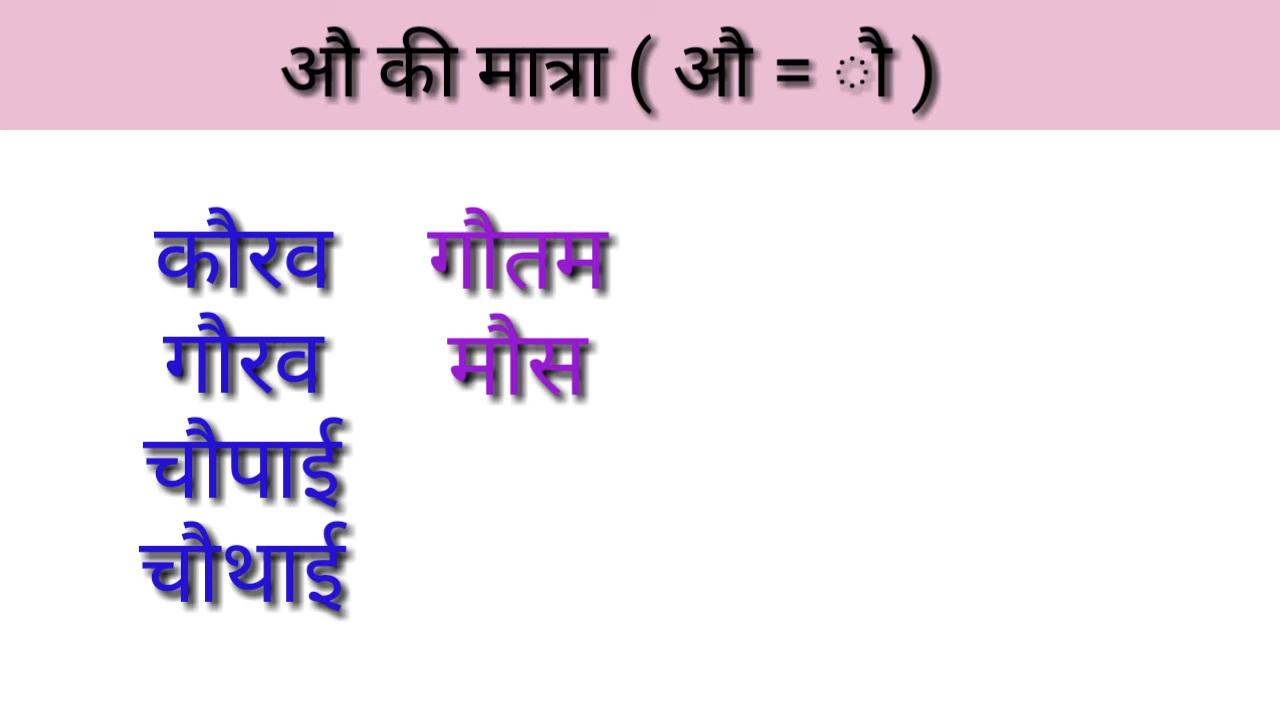 औ की मात्रा ( औ = ौ )
कौरव
गौरव
चौपाई
चौथाई
गौतम
मौस